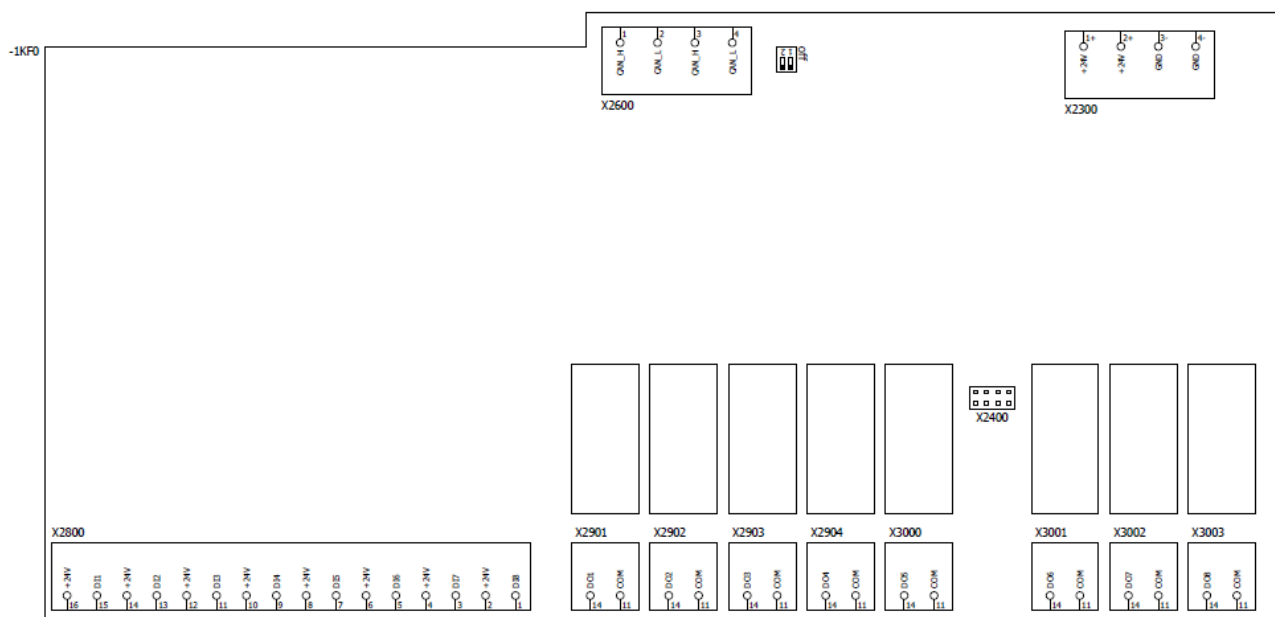 -1KF0
1 2 3 4
CAN_H CAN_L CAN_H CAN_L
X2600
2 1
Off
1+ 2+ 3- 4-
+24V +24V GND GND
X2300
X2400
X2800
+24V DI1 +24V DI2 +24V DI3 +24V DI4 +24V DI5 +24V DI6 +24V DI7 +24V DI8
16 15 14 13 12 11 10 9 8 7 6 5 4 3 2 1
X2901 X2902 X2903 X2904 X3000 X3001 X3002 X3003
DO1 COM DO2 COM DO3 COM DO4 COM DO5 COM DO6 COM DO7 COM DO8 COM
14 11 14 11 14 11 14 11 14 11 14 11 14 11 14 11